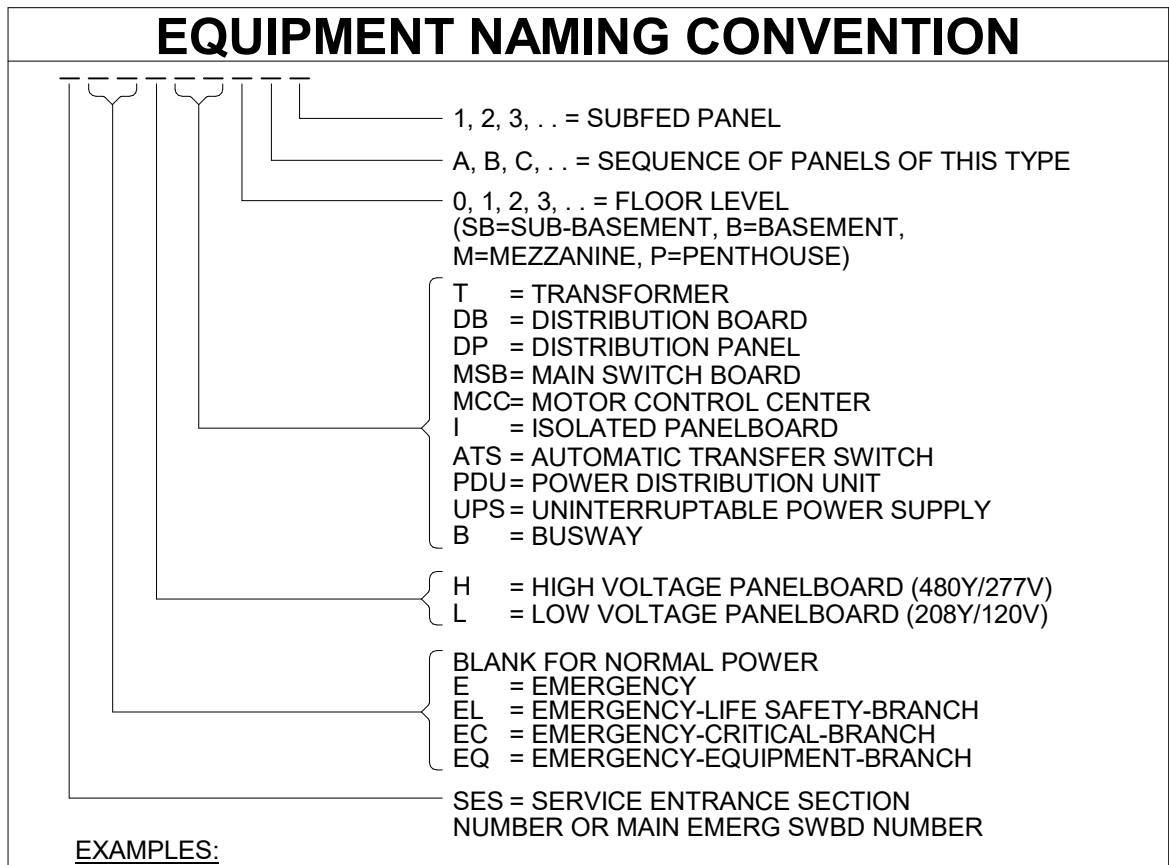 EQUIPMENT NAMING CONVENTION
1, 2, 3, . . = SUBFED PANEL
A, B, C, . . = SEQUENCE OF PANELS OF THIS TYPE
0, 1, 2, 3, . . = FLOOR LEVEL
(SB=SUB-BASEMENT, B=BASEMENT,
M=MEZZANINE, P=PENTHOUSE)
T = TRANSFORMER
DB = DISTRIBUTION BOARD
DP = DISTRIBUTION PANEL
MSB= MAIN SWITCH BOARD
MCC= MOTOR CONTROL CENTER
I = ISOLATED PANELBOARD
ATS = AUTOMATIC TRANSFER SWITCH
PDU= POWER DISTRIBUTION UNIT
UPS= UNINTERRUPTABLE POWER SUPPLY
B = BUSWAY
H = HIGH VOLTAGE PANELBOARD (480Y/277V)
L = LOW VOLTAGE PANELBOARD (208Y/120V)
BLANK FOR NORMAL POWER
E = EMERGENCY
EL = EMERGENCY-LIFE SAFETY-BRANCH
EC = EMERGENCY-CRITICAL-BRANCH
EQ = EMERGENCY-EQUIPMENT-BRANCH
SES = SERVICE ENTRANCE SECTION
NUMBER OR MAIN EMERG SWBD NUMBER
EXAMPLES: